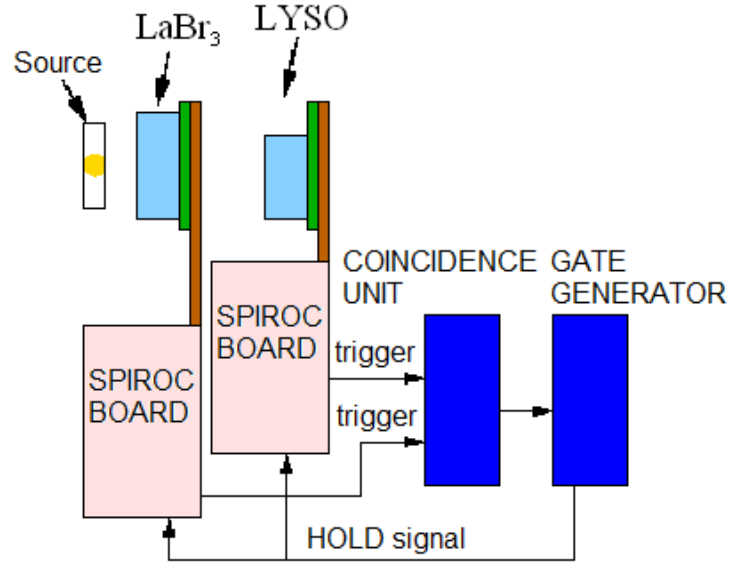 LaBr₃
LYSO
Source
COINCIDENCE
UNIT
GATE
GENERATOR
SPIROC
BOARD
trigger
SPIROC
BOARD
trigger
HOLD signal